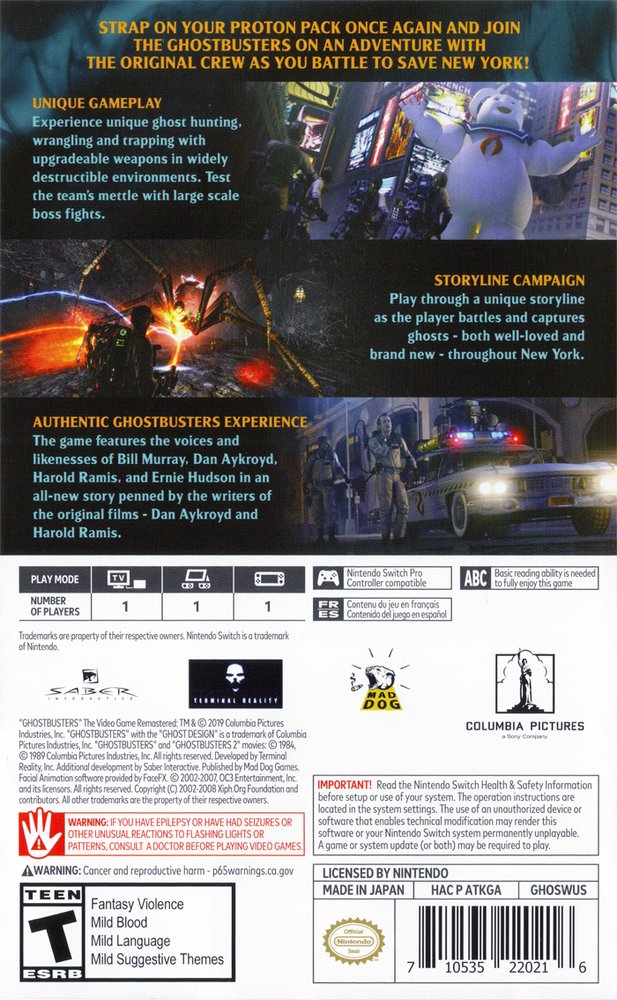 STRAP ON YOUR PROTON PACK ONCE AGAIN AND JOIN
THE GHOSTBUSTERS ON AN ADVENTURE WITH
THE ORIGINAL CREW AS YOU BATTLE TO SAVE NEW YORK!
UNIQUE GAMEPLAY
Experience unique ghost hunting,
wrangling and trapping with
upgradeable weapons in widely
destructible environments. Test
the team's mettle with large scale
boss fights.
STORYLINE CAMPAIGN
Play through a unique storyline
as the player battles and captures
ghosts - both well-loved and
brand new - throughout New York.
AUTHENTIC GHOSTBUSTERS EXPERIENCE
The game features the voices and
likenesses of Bill Murray, Dan Aykroyd,
Harold Ramis, and Ernie Hudson in an
all-new story penned by the writers of
the original films - Dan Aykroyd and
Harold Ramis.
PLAY MODE
TV
NUMBER
OF PLAYERS
1
1
1
Nintendo Switch Pro
Controller compatible
ABC
Basic reading ability is needed
to fully enjoy this game
FR
ES
Contenu du jeu en français
Contenido del juego en español
Trademarks are property of their respective owners. Nintendo Switch is a trademark
of Nintendo.
SABER
INTERACTIVE
TERMINAL REALITY
MAD
DOG
COLUMBIA PICTURES
a Sony Company
"GHOSTBUSTERS" The Video Game Remastered: TM & © 2019 Columbia Pictures
Industries, Inc. "GHOSTBUSTERS" with the "GHOST DESIGN" is a trademark of Columbia
Pictures Industries, Inc. "GHOSTBUSTERS" and "GHOSTBUSTERS 2" movies: © 1984,
© 1989 Columbia Pictures Industries, Inc. All rights reserved. Developed by Terminal
Reality, Inc. Additional development by Saber Interactive. Published by Mad Dog Games.
Facial Animation software provided by FaceFX. © 2002-2007, OC3 Entertainment, Inc.
and its licensors. All rights reserved. Copyright (C) 2002-2008 Xiph.Org Foundation and
contributors. All other trademarks are the property of their respective owners.
WARNING: IF YOU HAVE EPILEPSY OR HAVE HAD SEIZURES OR
OTHER UNUSUAL REACTIONS TO FLASHING LIGHTS OR
PATTERNS, CONSULT A DOCTOR BEFORE PLAYING VIDEO GAMES.
WARNING: Cancer and reproductive harm - p65warnings.ca.gov
IMPORTANT! Read the Nintendo Switch Health & Safety Information
before setup or use of your system. The operation instructions are
located in the system settings. The use of an unauthorized device or
software that enables technical modification may render this
software or your Nintendo Switch system permanently unplayable.
A game or system update (or both) may be required to play.
LICENSED BY NINTENDO
MADE IN JAPAN
HAC P ATKGA
GHOSWUS
TEEN
T
ESRB
Fantasy Violence
Mild Blood
Mild Language
Mild Suggestive Themes
Official
Nintendo
Seal
7 10535 22021 6